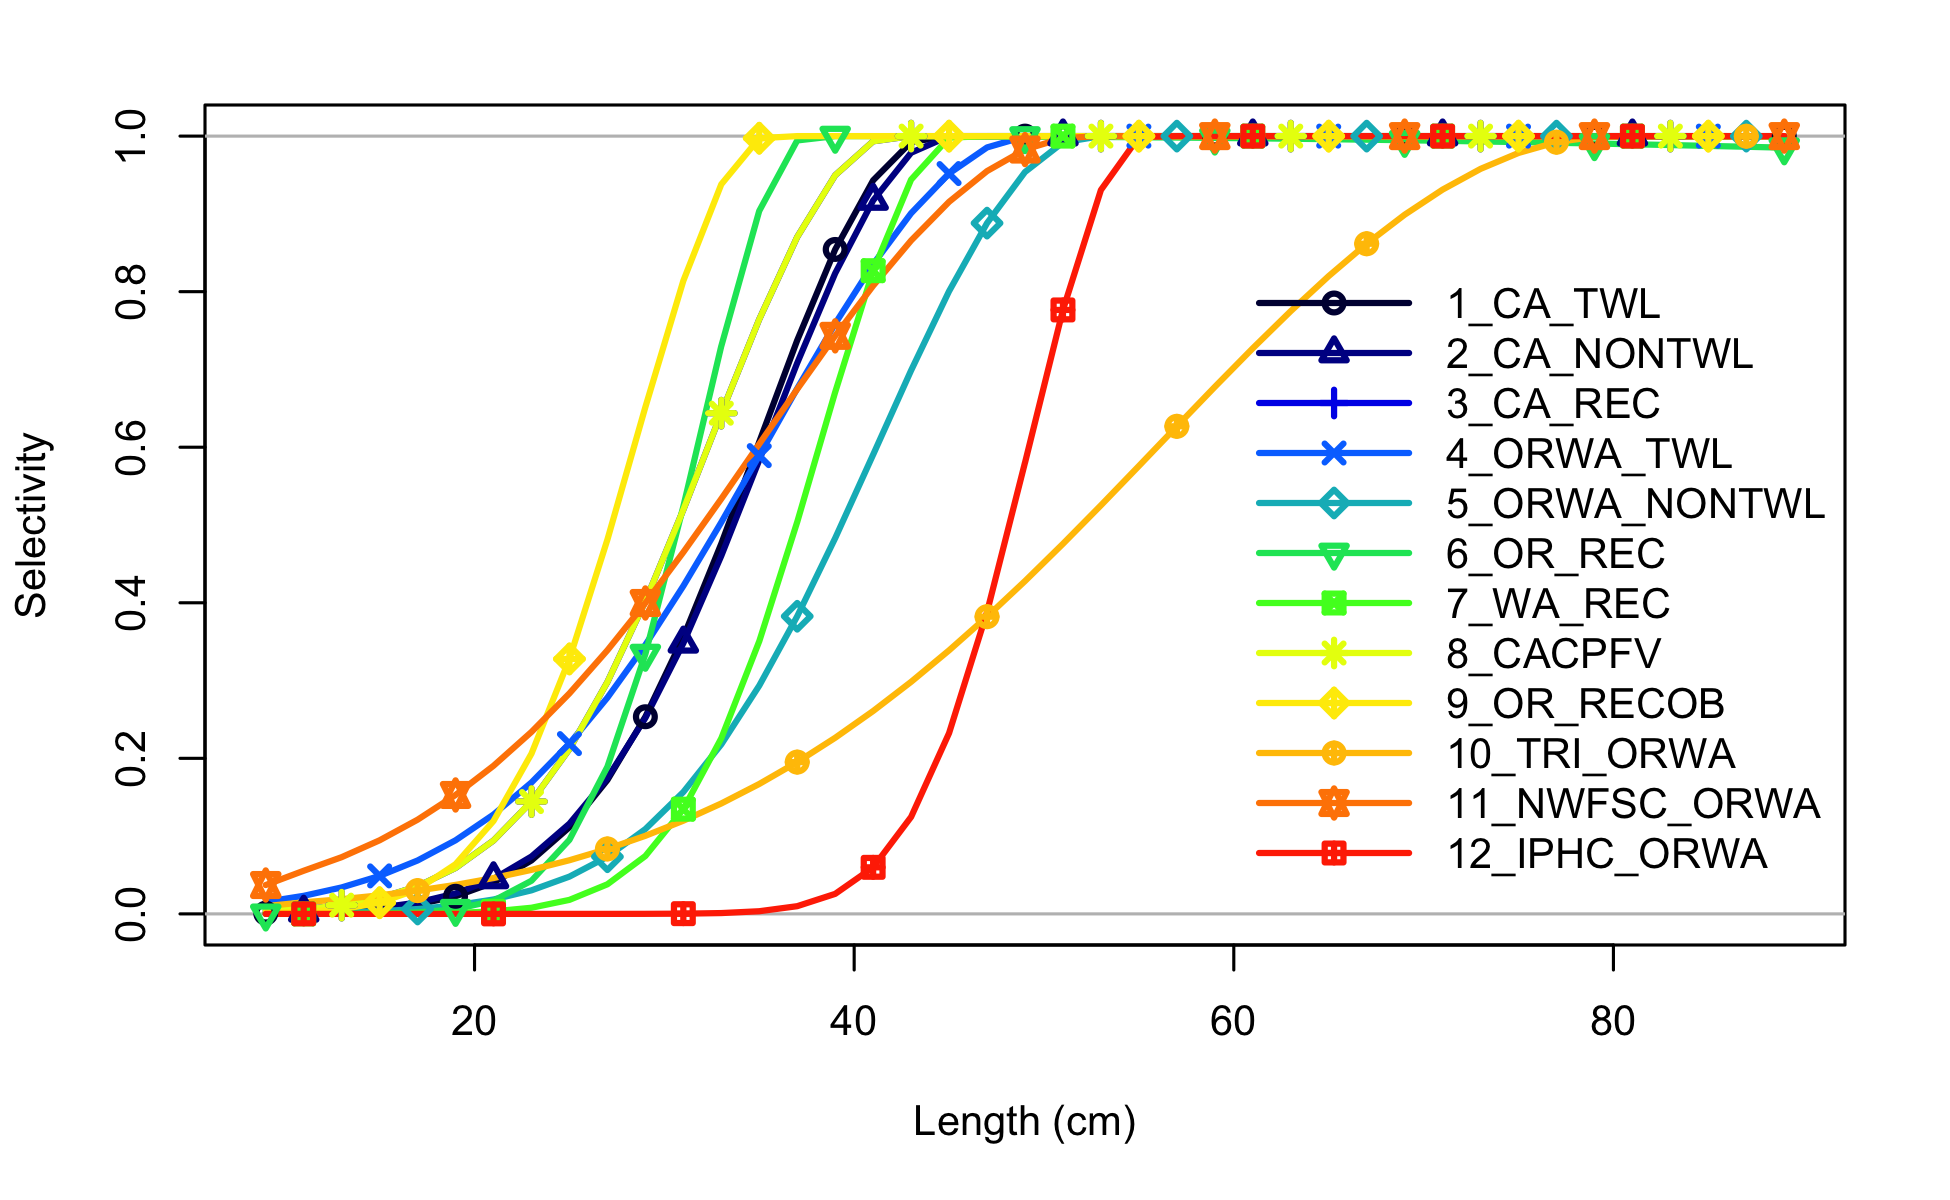 1.0
0.8
0.6
0.4
0.2
0.0
Selectivity
1_CA_TWL
2_CA_NONTWL
3_CA_REC
4_ORWA_TWL
5_ORWA_NONTWL
6_OR_REC
7_WA_REC
8_CACPFV
9_OR_RECOB
10_TRI_ORWA
11_NWFSC_ORWA
12_IPHC_ORWA
20 40 60 80
Length (cm)